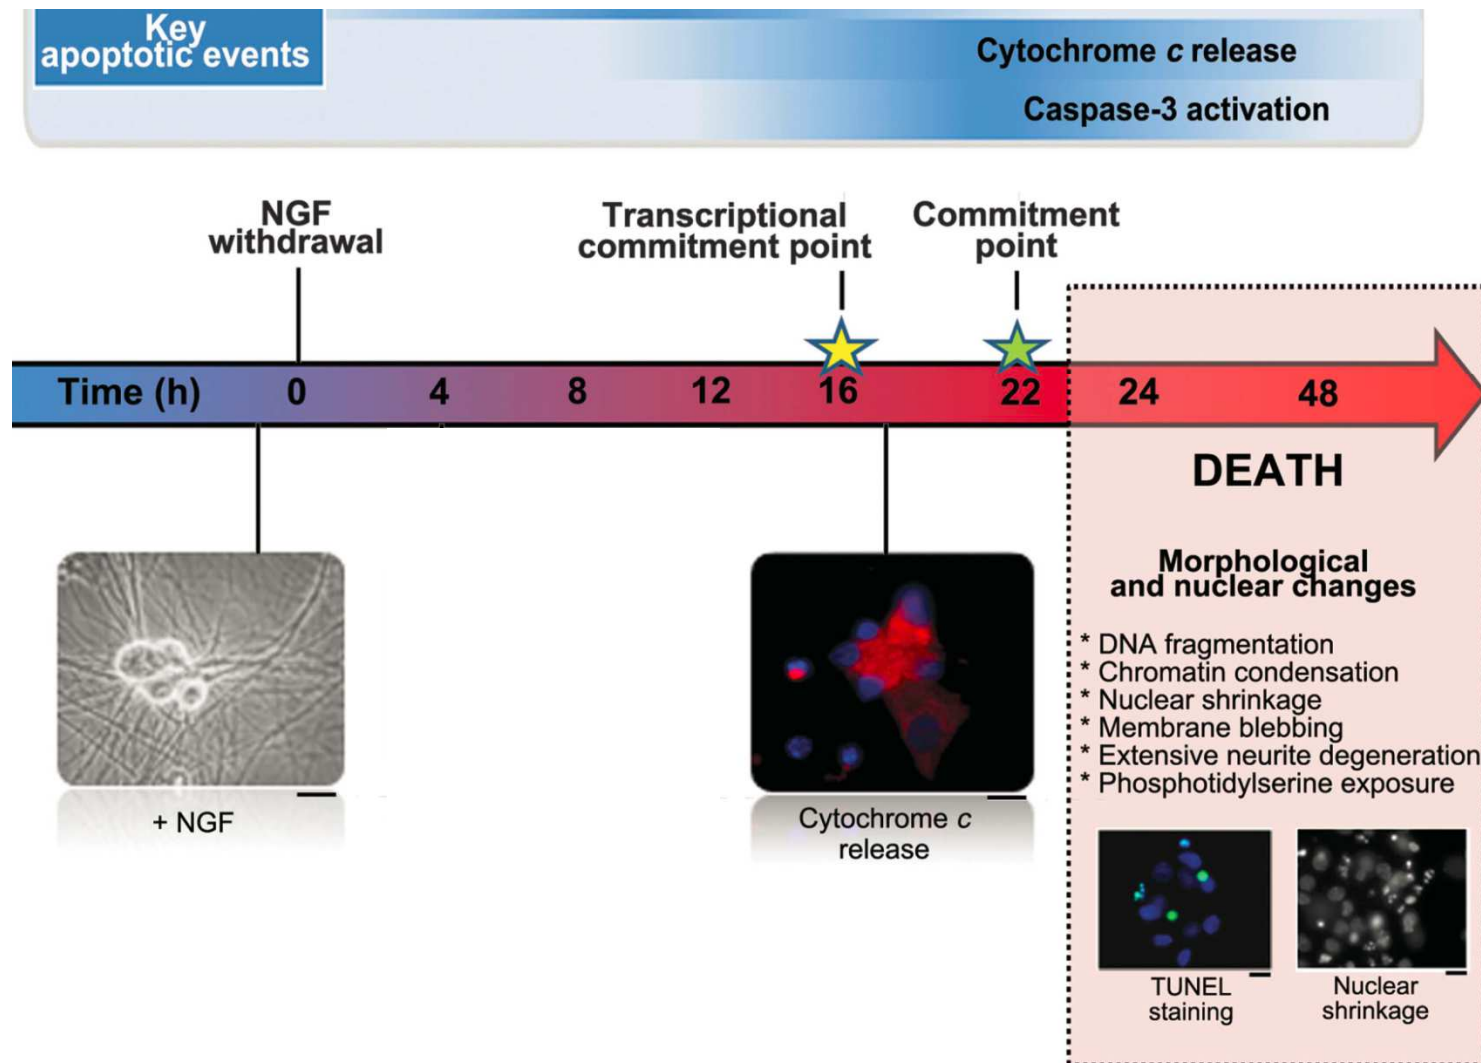 Key
apoptotic events
Cytochrome c release
Caspase-3 activation
NGF
withdrawal
Transcriptional
commitment point
Commitment
point
Time (h) 0 4 8 12 16 22 24 48
DEATH
Morphological
and nuclear changes
* DNA fragmentation
* Chromatin condensation
* Nuclear shrinkage
* Membrane blebbing
* Extensive neurite degeneration
* Phosphotidylserine exposure
+ NGF
Cytochrome c
release
TUNEL
staining
Nuclear
shrinkage